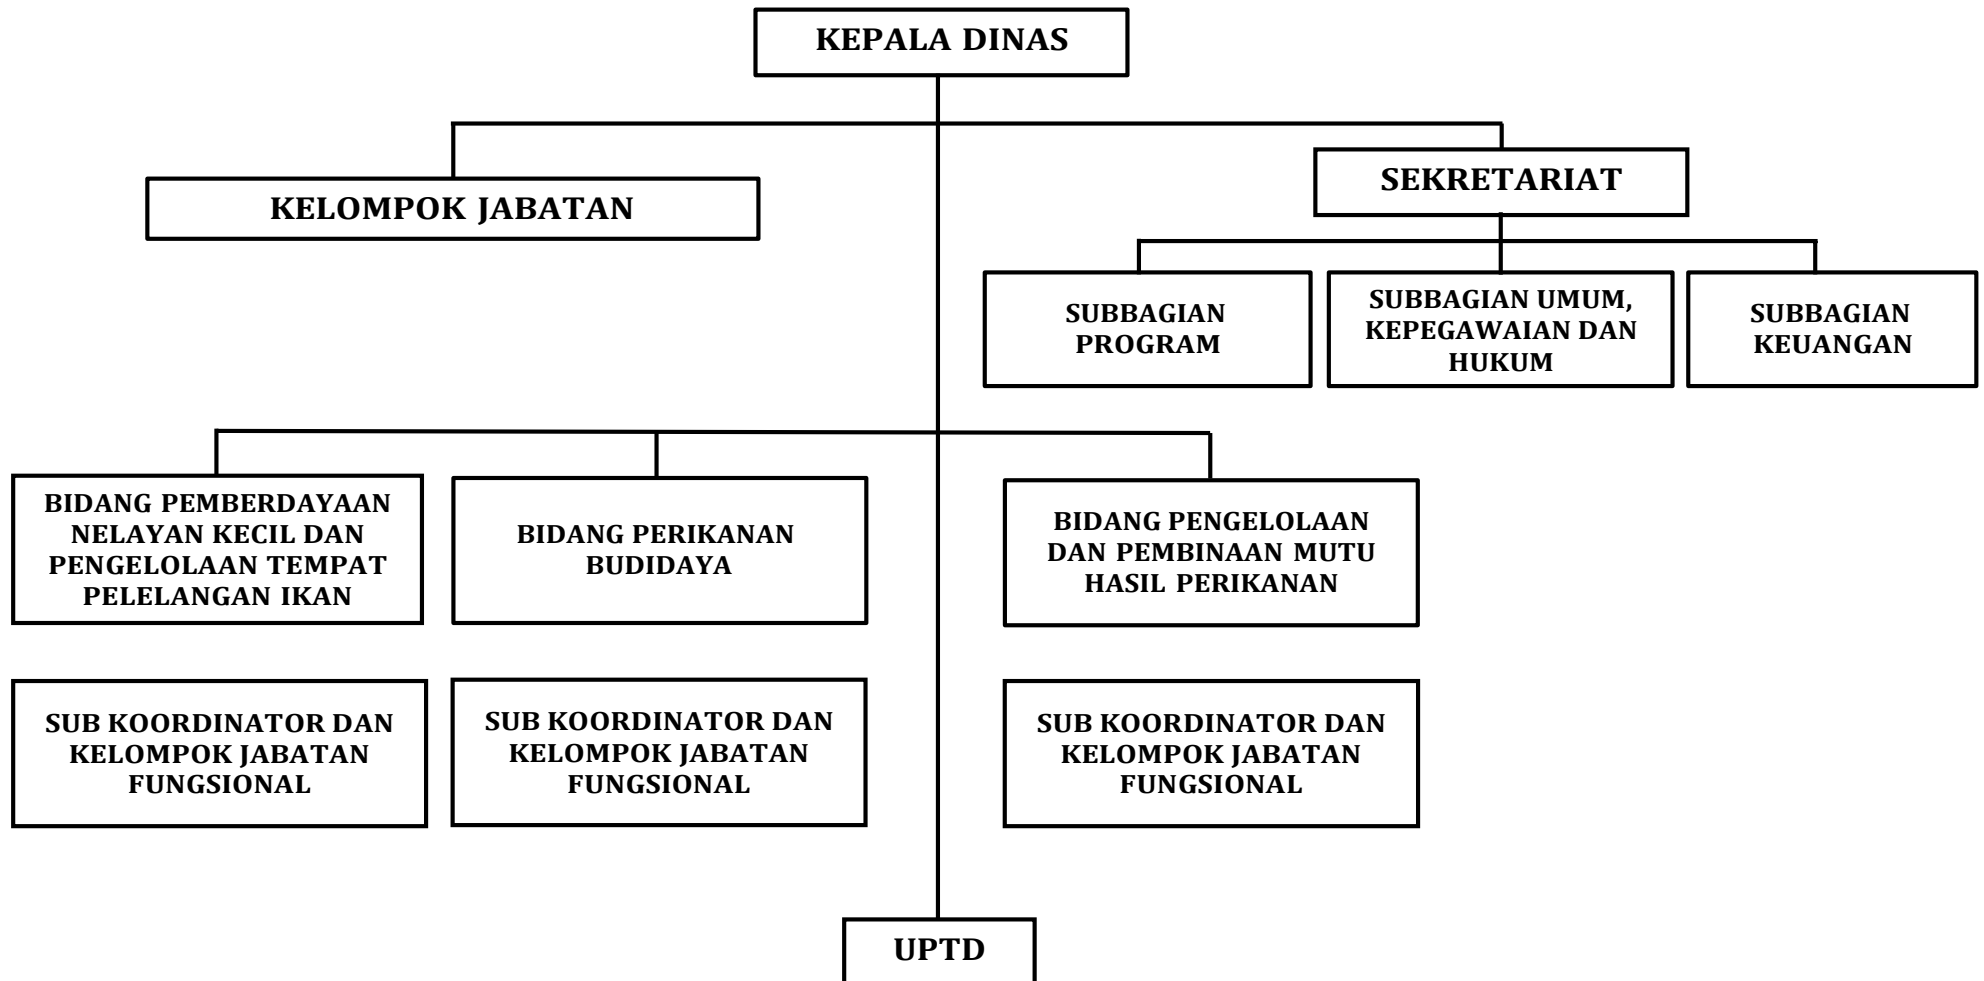 KEPALA DINAS
KELOMPOK JABATAN
SEKRETARIAT
SUBBAGIAN
PROGRAM
SUBBAGIAN UMUM,
KEPEGAWAIAN DAN
HUKUM
SUBBAGIAN
KEUANGAN
BIDANG PEMBERDAYAAN
NELAYAN KECIL DAN
PENGELOLAAN TEMPAT
PELELANGAN IKAN
BIDANG PERIKANAN
BUDIDAYA
BIDANG PENGELOLAAN
DAN PEMBINAAN MUTU
HASIL PERIKANAN
SUB KOORDINATOR DAN
KELOMPOK JABATAN
FUNGSIONAL
SUB KOORDINATOR DAN
KELOMPOK JABATAN
FUNGSIONAL
SUB KOORDINATOR DAN
KELOMPOK JABATAN
FUNGSIONAL
UPTD